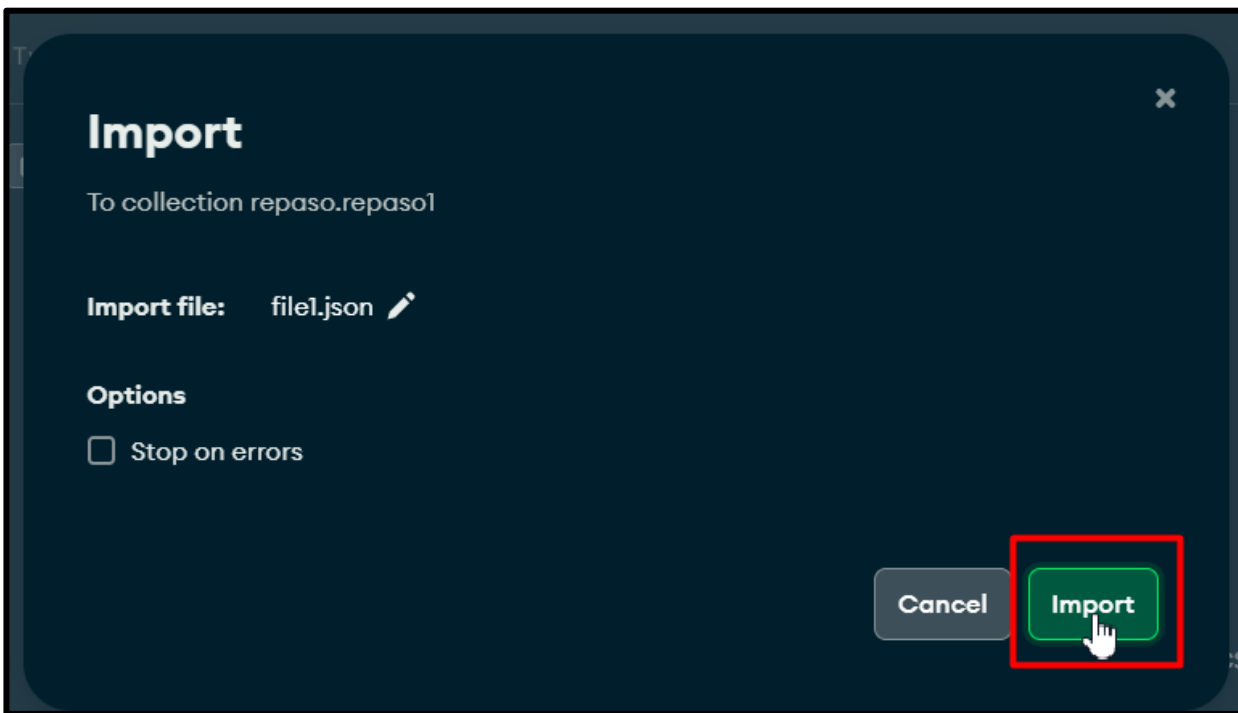 Import
To collection repaso.repaso1
Import file: file1.json
Options
Stop on errors
Cancel Import